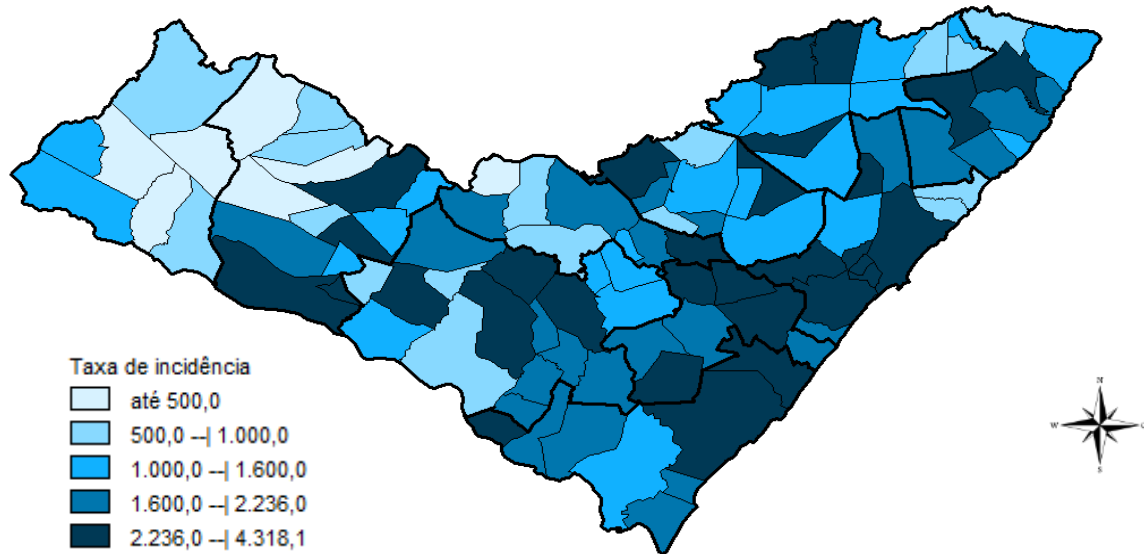 Taxa de incidência
até 500,0
500,0 --| 1.000,0
1.000,0 --| 1.600,0
1.600,0 --| 2.236,0
2.236,0 --| 4.318,1
N
W
S